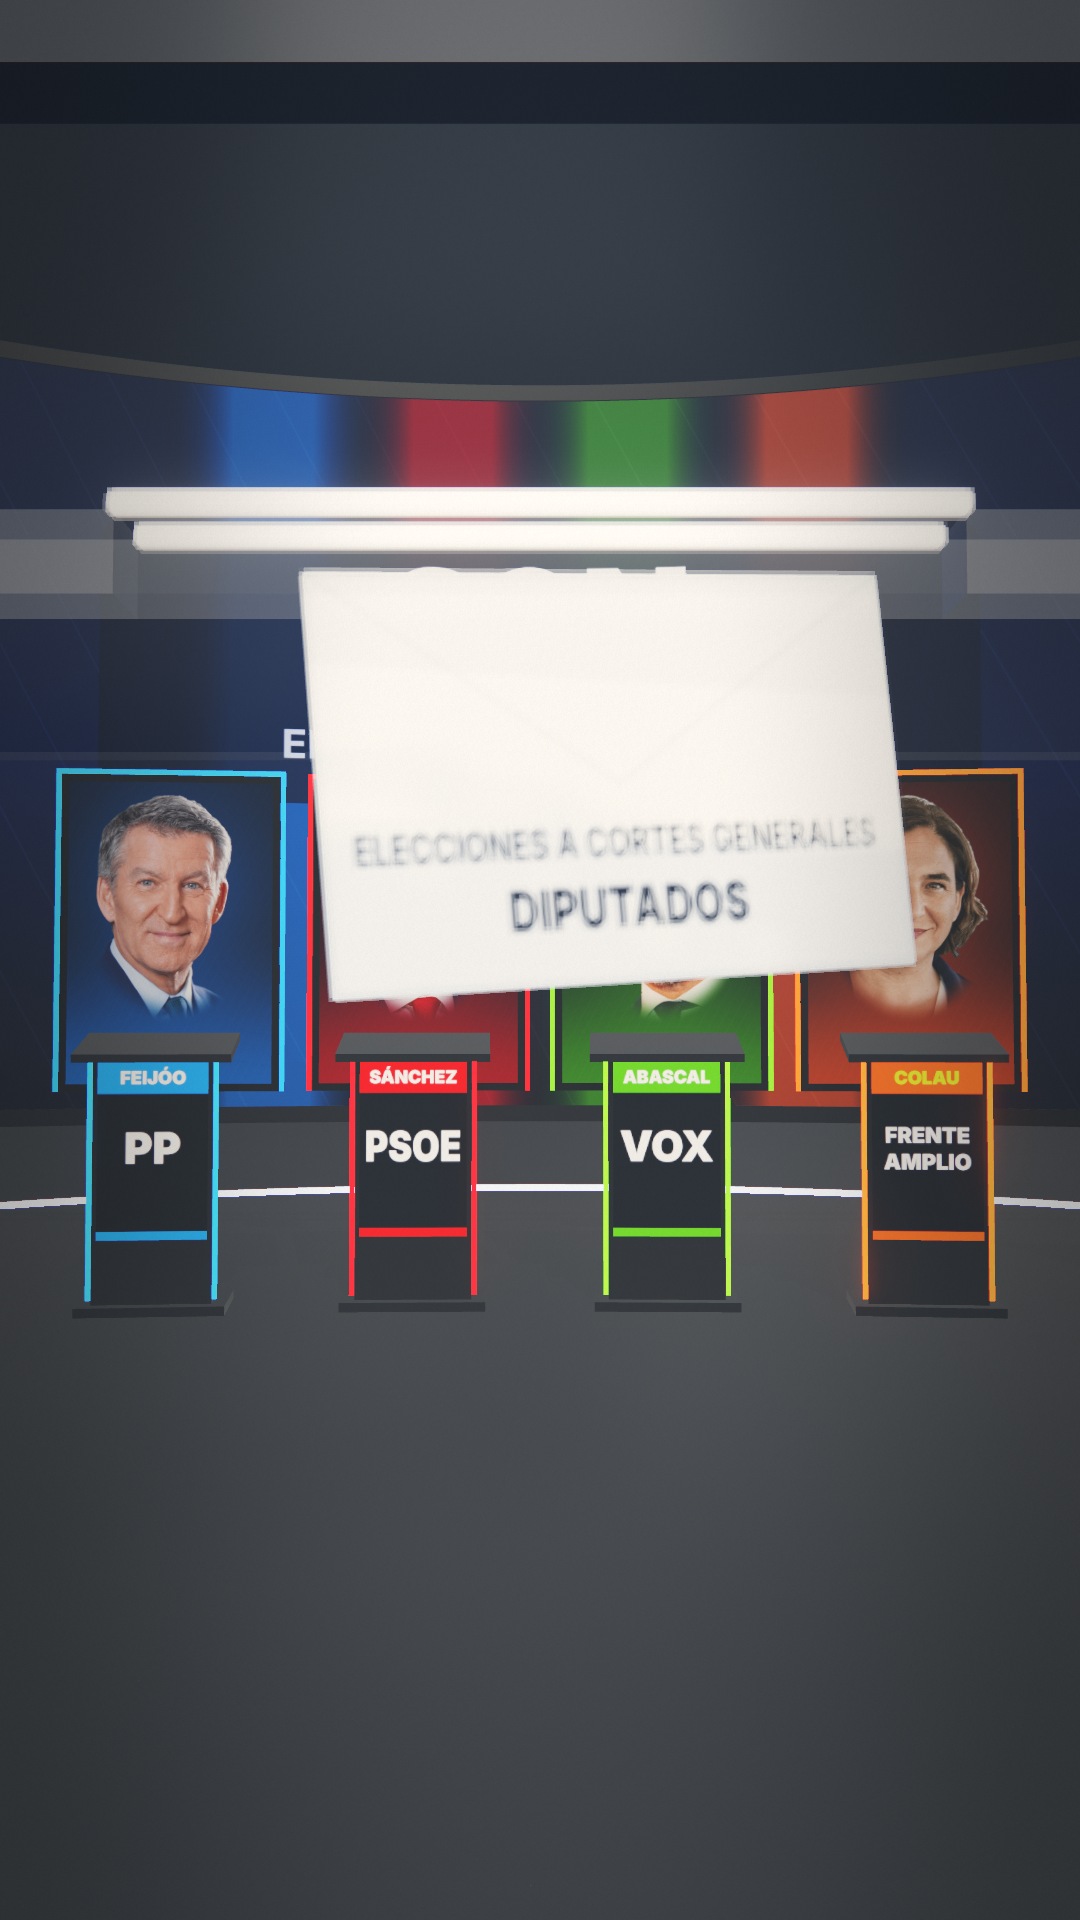 E
ELECCIONES A CORTES GENERALES
DIPUTADOS
FEIJÓO
SÁNCHEZ
ABASCAL
COLAU
PP
PSOE
VOX
FRENTE
AMPLIO